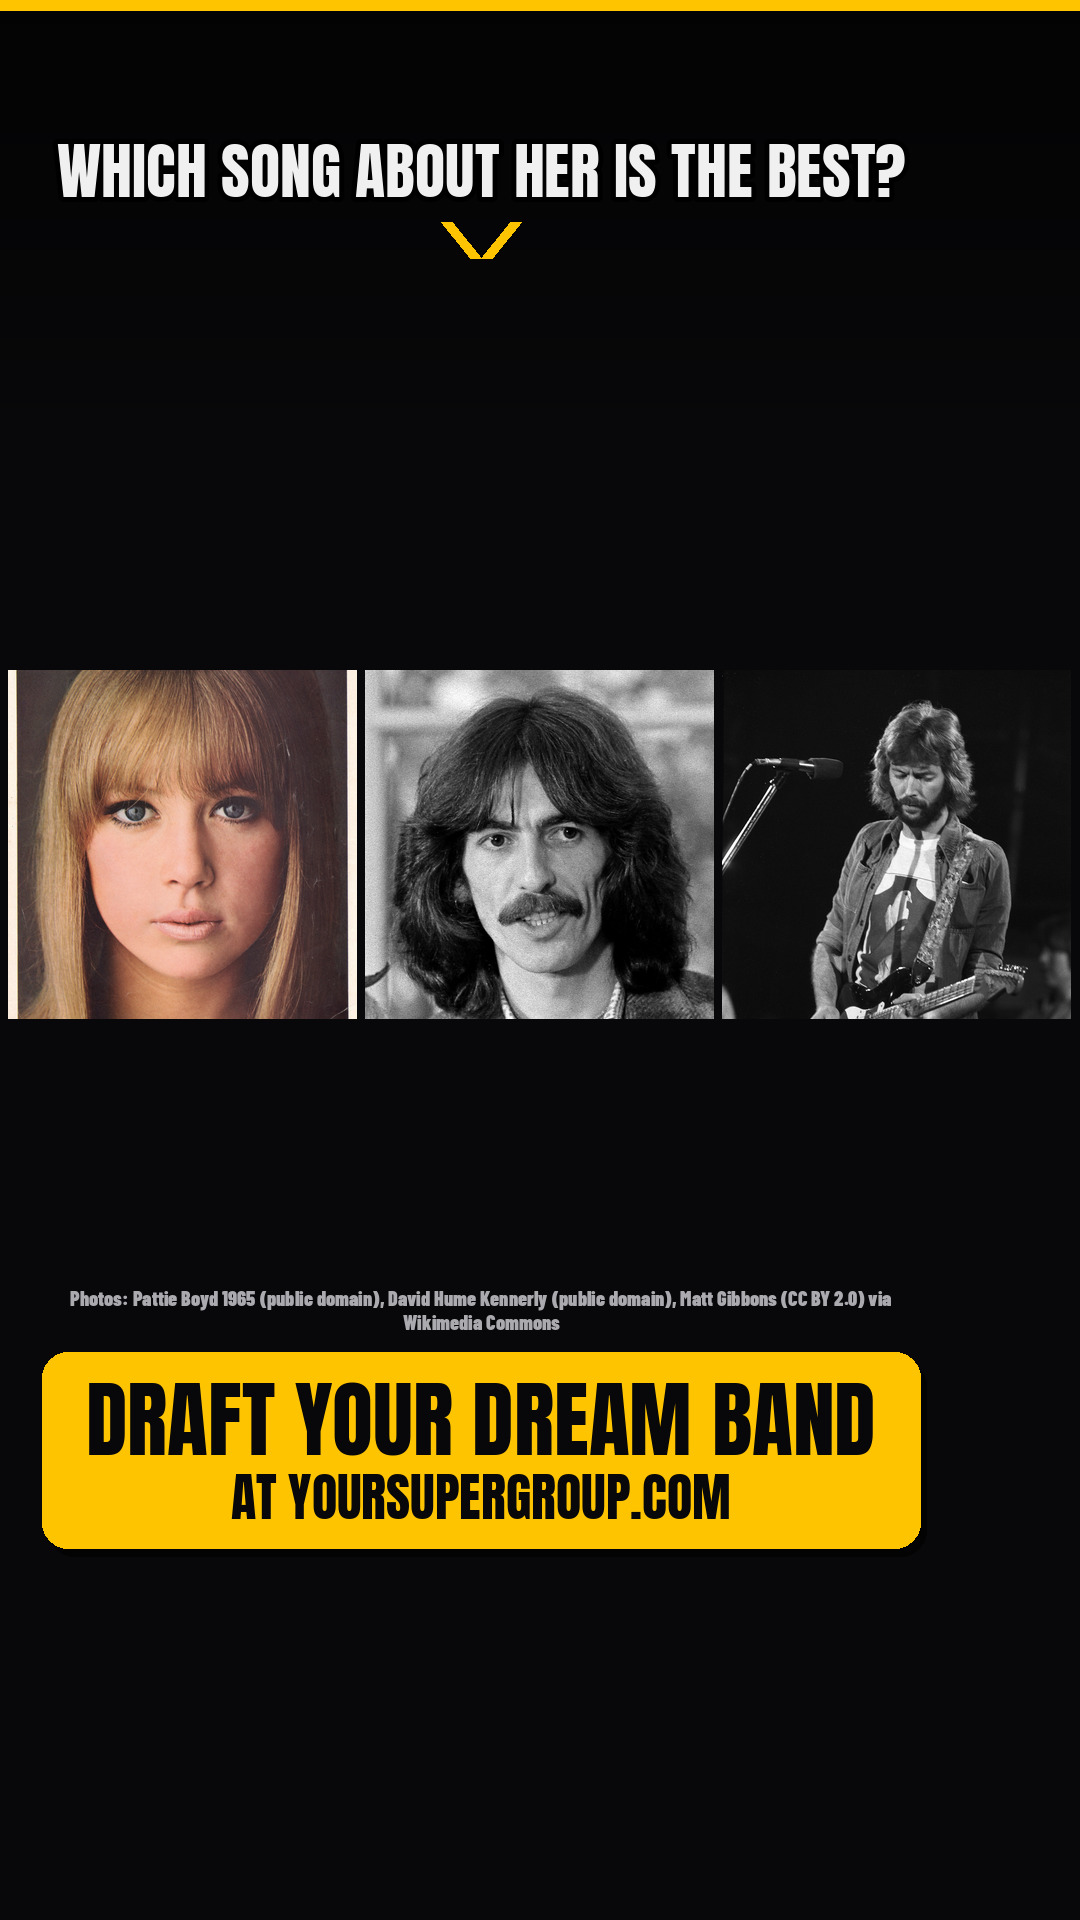 WHICH SONG ABOUT HER IS THE BEST?
Photos: Pattie Boyd 1965 (public domain), David Hume Kennerly (public domain), Matt Gibbons (CC BY 2.0) via
Wikimedia Commons
DRAFT YOUR DREAM BAND
AT YOURSUPERGROUP.COM